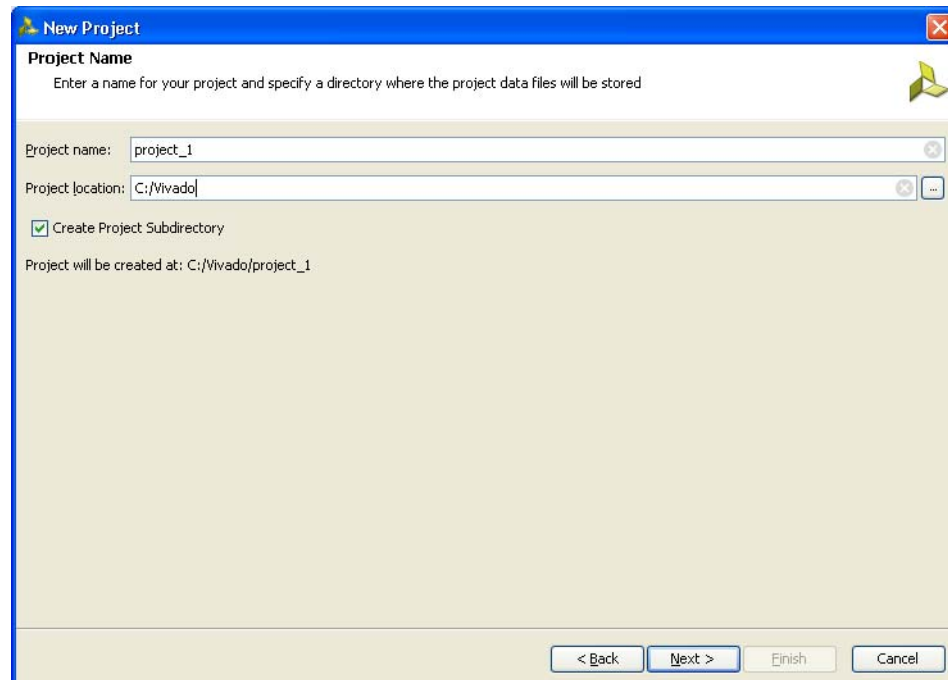 New Project
Project Name
Enter a name for your project and specify a directory where the project data files will be stored
Project name: project_1
Project location: C:/Vivado ...
Create Project Subdirectory
Project will be created at: C:/Vivado/project_1
< Back Next > Finish Cancel